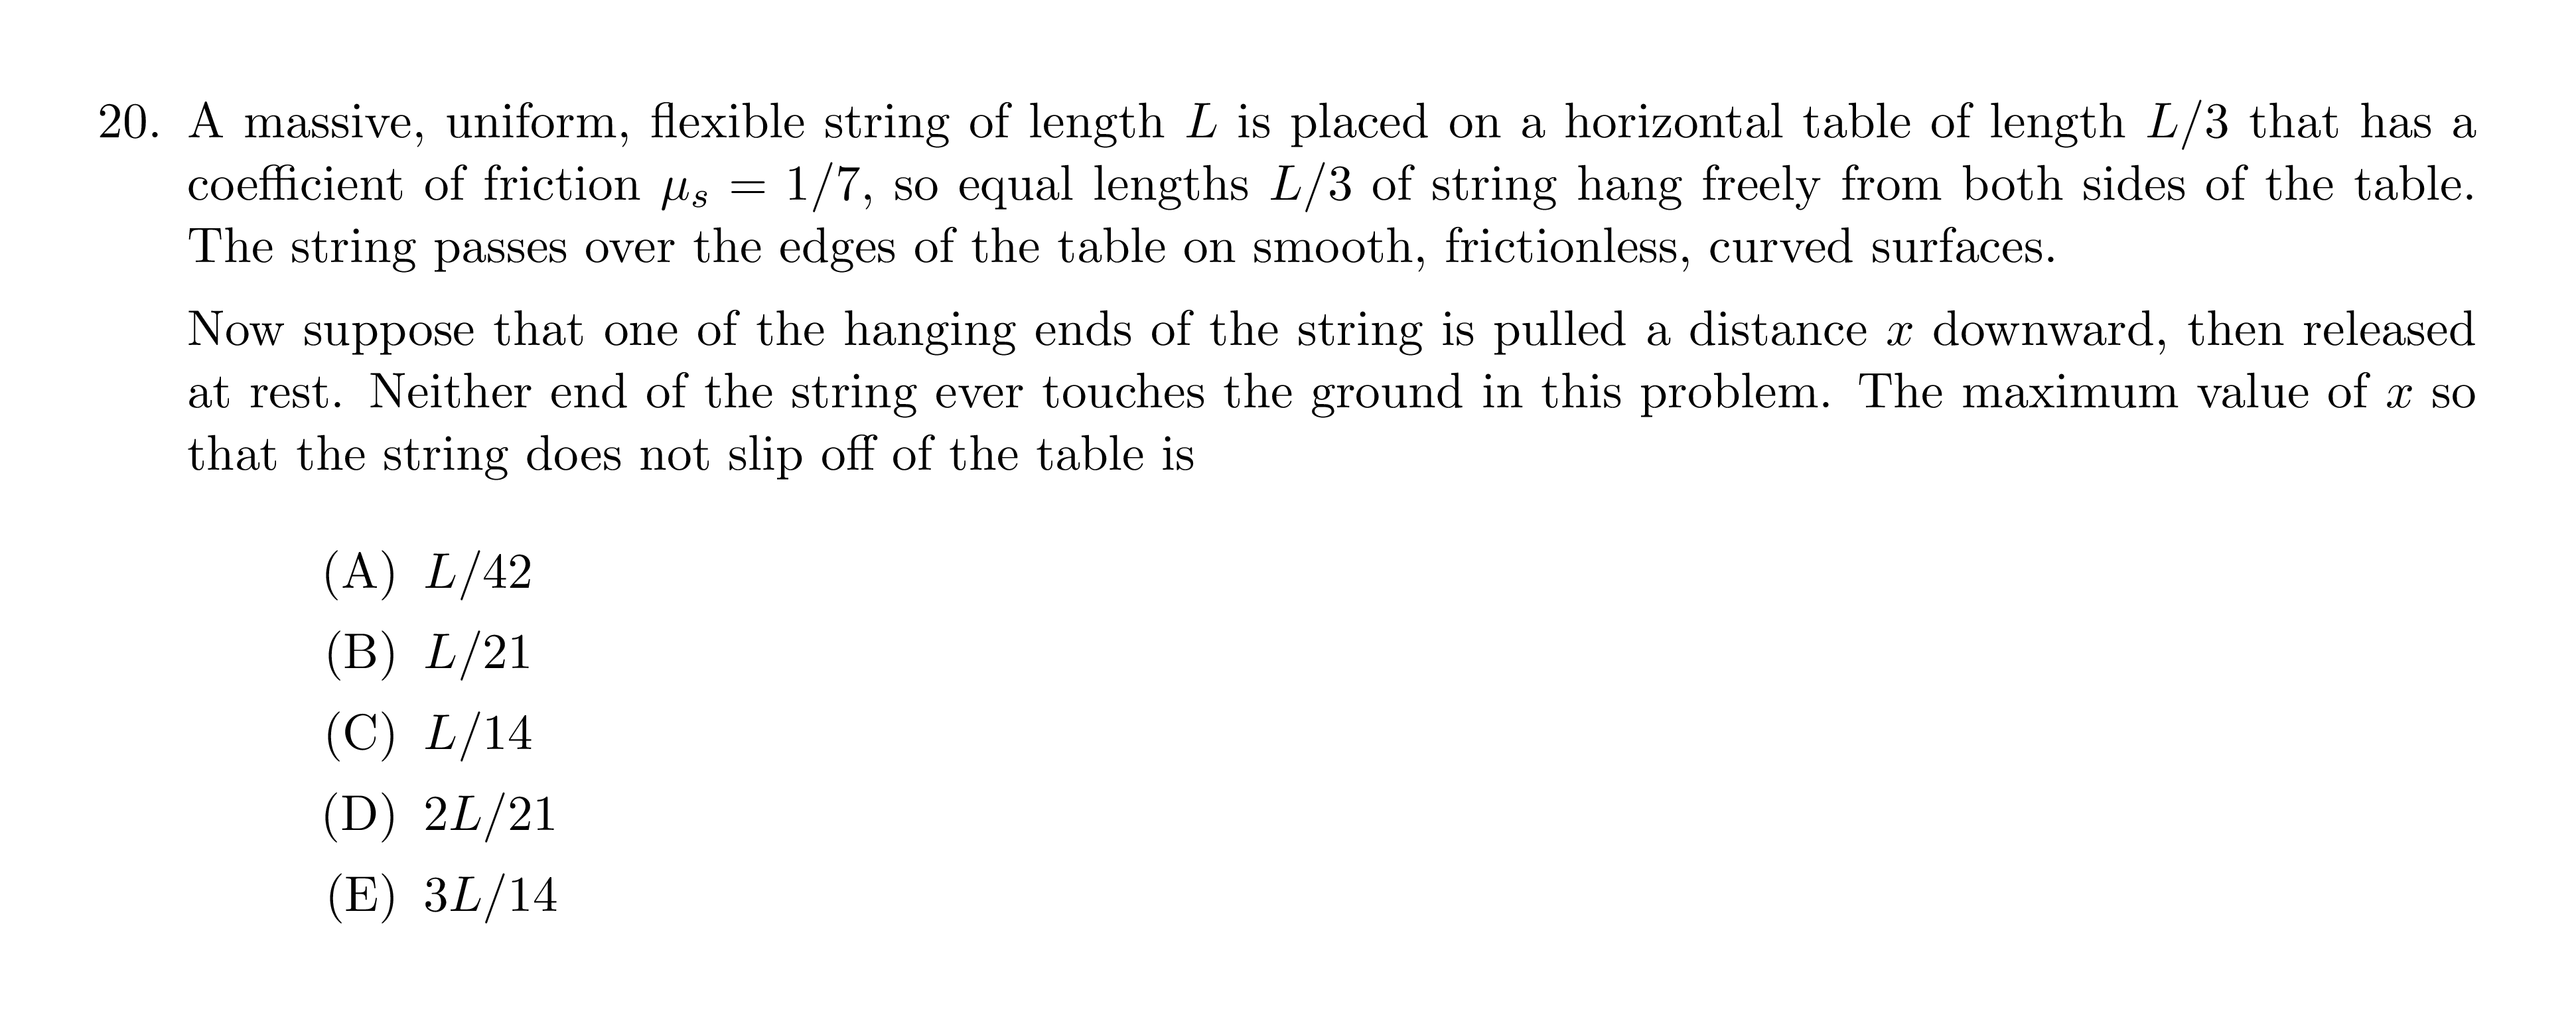 20. A massive, uniform, flexible string of length L is placed on a horizontal table of length L/3 that has a
coefficient of friction μₛ = 1/7, so equal lengths L/3 of string hang freely from both sides of the table.
The string passes over the edges of the table on smooth, frictionless, curved surfaces.
Now suppose that one of the hanging ends of the string is pulled a distance x downward, then released
at rest. Neither end of the string ever touches the ground in this problem. The maximum value of x so
that the string does not slip off of the table is
(A) L/42
(B) L/21
(C) L/14
(D) 2L/21
(E) 3L/14